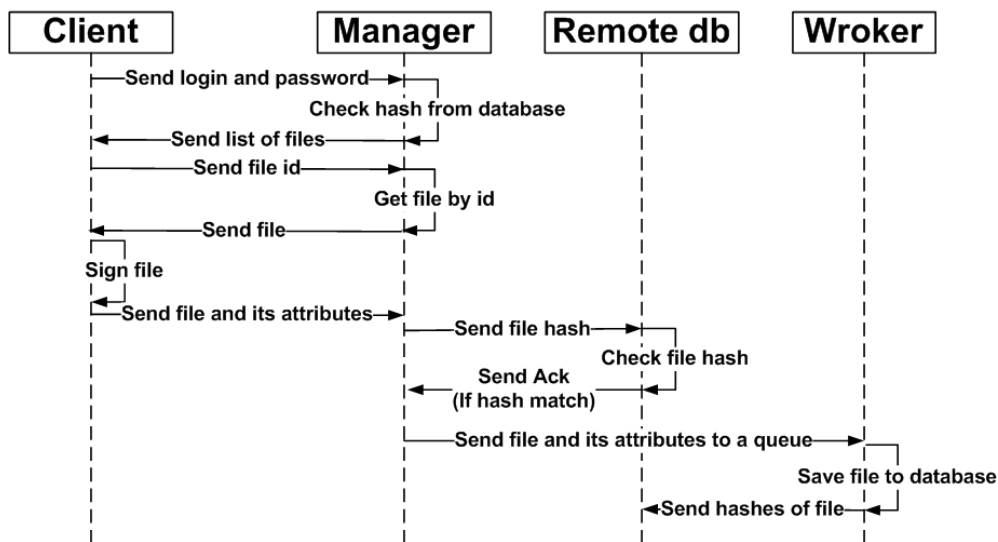 Client
Manager
Remote db
Wroker
Send login and password
Check hash from database
Send list of files
Send file id
Get file by id
Send file
Sign file
Send file and its attributes
Send file hash
Check file hash
Send Ack
(If hash match)
Send file and its attributes to a queue
Save file to database
Send hashes of file